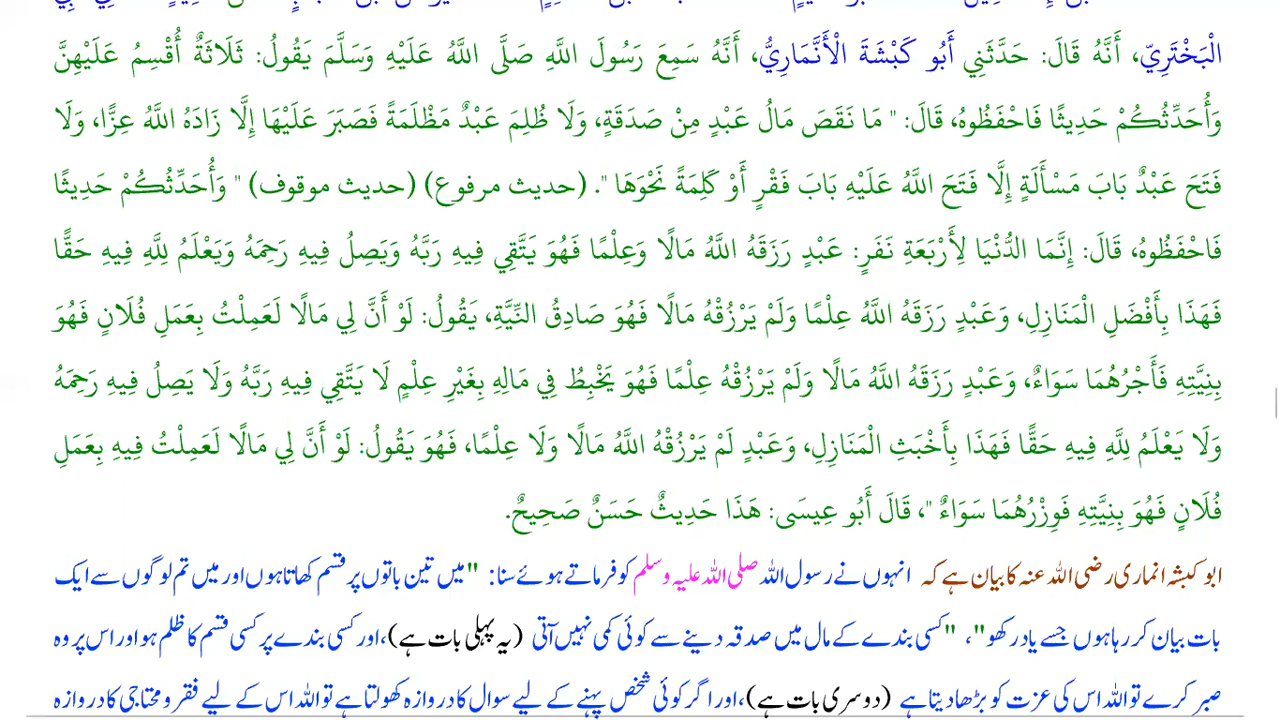 الْبَخْتَرِيِّ، أَنَّهُ قَالَ: حَدَّثَنِي أَبُو كَبْشَةَ الْأَنَّمَارِيُّ، أَنَّهُ سَمِعَ رَسُولَ اللَّهِ صَلَّى اللَّهُ عَلَيْهِ وَسَلَّمَ يَقُولُ: ثَلَاثَةٌ أُقْسِمُ عَلَيْهِنَّ
وَأُحَدِّثُكُمْ حَدِيثًا فَاحْفَظُوهُ، قَالَ: " مَا نَقَصَ مَالُ عَبْدٍ مِنْ صَدَقَةٍ، وَلَا ظُلِمَ عَبْدٌ مَظْلَمَةً فَصَبَرَ عَلَيْهَا إِلَّا زَادَهُ اللَّهُ عِزًّا، وَلَا
فَتَحَ عَبْدٌ بَابَ مَسْأَلَةٍ إِلَّا فَتَحَ اللَّهُ عَلَيْهِ بَابَ فَقْرٍ أَوْ كَلِمَةً نَحْوَهَا ". (حديث مرفوع) (حديث موقوف) " وَأُحَدِّثُكُمْ حَدِيثًا
فَاحْفَظُوهُ، قَالَ: إِنَّمَا الدُّنْيَا لِأَرْبَعَةِ نَفَرٍ: عَبْدٍ رَزَقَهُ اللَّهُ مَالًا وَعِلْمًا فَهُوَ يَتَّقِي فِيهِ رَبَّهُ وَيَصِلُ فِيهِ رَحِمَهُ وَيَعْلَمُ لِلَّهِ فِيهِ حَقًّا
فَهَذَا بِأَفْضَلِ الْمَنَازِلِ، وَعَبْدٍ رَزَقَهُ اللَّهُ عِلْمًا وَلَمْ يَرْزُقْهُ مَالًا فَهُوَ صَادِقُ النِّيَّةِ، يَقُولُ: لَوْ أَنَّ لِي مَالًا لَعَمِلْتُ بِعَمَلِ فُلَانٍ فَهُوَ
بِنِيَّتِهِ فَأَجْرُهُمَا سَوَاءٌ، وَعَبْدٍ رَزَقَهُ اللَّهُ مَالًا وَلَمْ يَرْزُقْهُ عِلْمًا فَهُوَ يَخْبِطُ فِي مَالِهِ بِغَيْرِ عِلْمٍ لَا يَتَّقِي فِيهِ رَبَّهُ وَلَا يَصِلُ فِيهِ رَحِمَهُ
وَلَا يَعْلَمُ لِلَّهِ فِيهِ حَقًّا فَهَذَا بِأَخْبَثِ الْمَنَازِلِ، وَعَبْدٍ لَمْ يَرْزُقْهُ اللَّهُ مَالًا وَلَا عِلْمًا، فَهُوَ يَقُولُ: لَوْ أَنَّ لِي مَالًا لَعَمِلْتُ فِيهِ بِعَمَلِ
فُلَانٍ فَهُوَ بِنِيَّتِهِ فَوِزْرُهُمَا سَوَاءٌ "، قَالَ أَبُو عِيسَى: هَذَا حَدِيثٌ حَسَنٌ صَحِيحٌ.
ابو کبشہ انماری رضی الله عنہ کا بیان ہے کہ انہوں نے رسول اللہ صلی اللہ علیہ وسلم کو فرماتے ہوئے سنا: "میں تین باتوں پر قسم کھاتا ہوں اور میں تم لوگوں سے ایک
بات بیان کر رہا ہوں جسے یاد رکھو"، "کسی بندے کے مال میں صدقہ دینے سے کوئی کمی نہیں آتی (یہ پہلی بات ہے)، اور کسی بندے پر کسی قسم کا ظلم ہو اور اس پر وہ
صبر کرے تو اللہ اس کی عزت کو بڑھا دیتا ہے (دوسری بات ہے)، اور اگر کوئی شخص پہنے کے لیے سوال کا دروازہ کھولتا ہے تو اللہ اس کے لیے فقر و محتاجی کا دروازہ